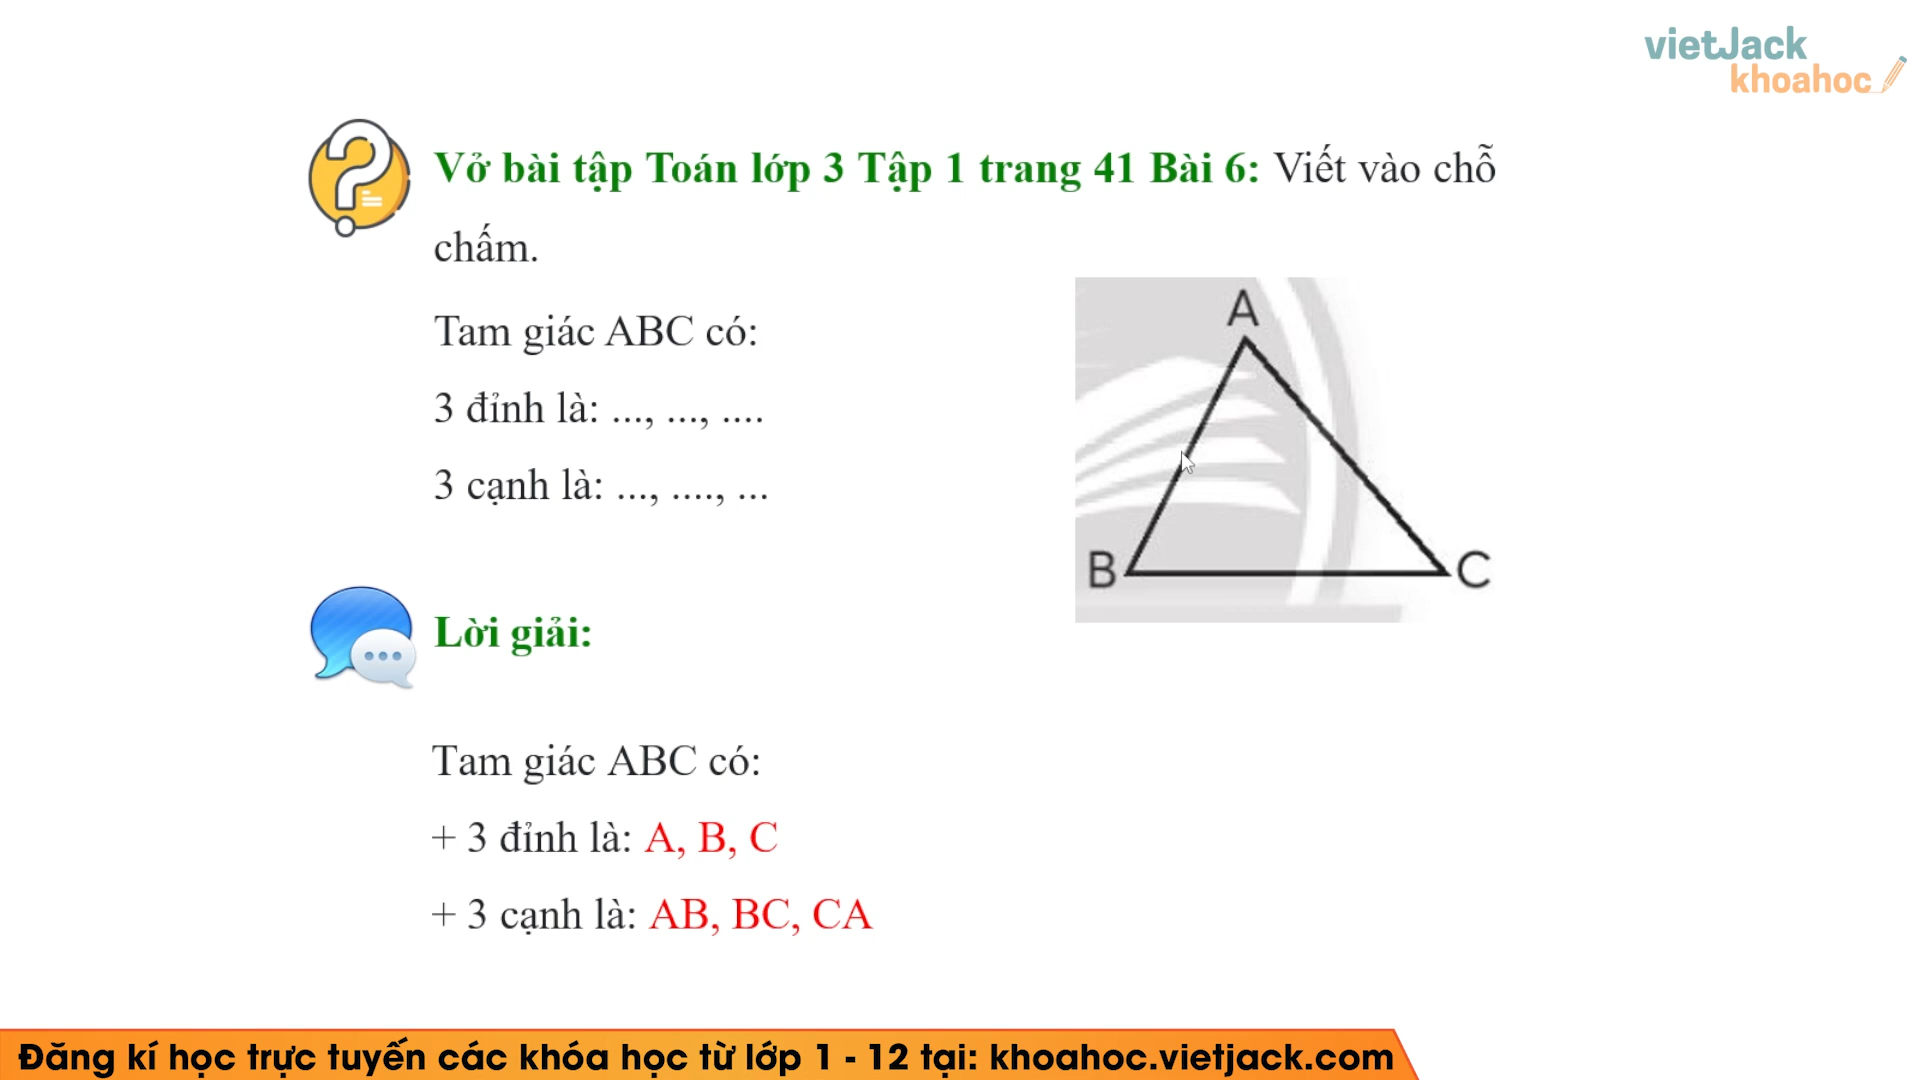 vietJack
khoahoc
Vở bài tập Toán lớp 3 Tập 1 trang 41 Bài 6: Viết vào chỗ
chấm.
Tam giác ABC có:
3 đỉnh là: ..., ..., ....
3 cạnh là: ..., ...., ...
A
B
C
Lời giải:
Tam giác ABC có:
+ 3 đỉnh là: A, B, C
+ 3 cạnh là: AB, BC, CA
Đăng kí học trực tuyến các khóa học từ lớp 1 - 12 tại: khoahoc.vietjack.com